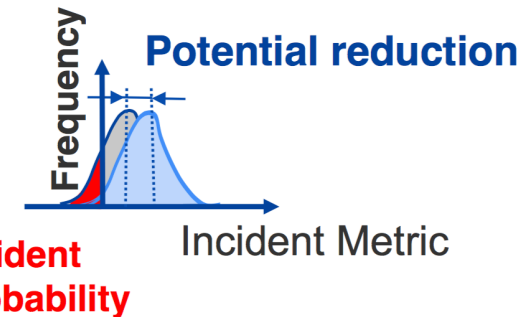 Frequency
Potential reduction
Incident Metric
ident
obability